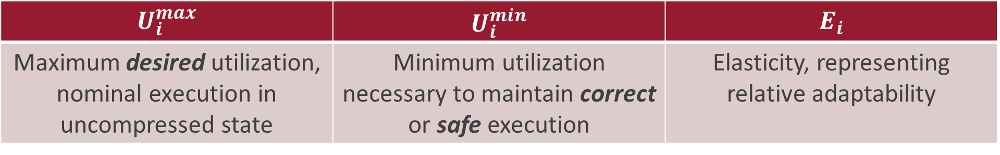 U_i^max
U_i^min
E_i
Maximum desired utilization,
nominal execution in
uncompressed state
Minimum utilization
necessary to maintain correct
or safe execution
Elasticity, representing
relative adaptability